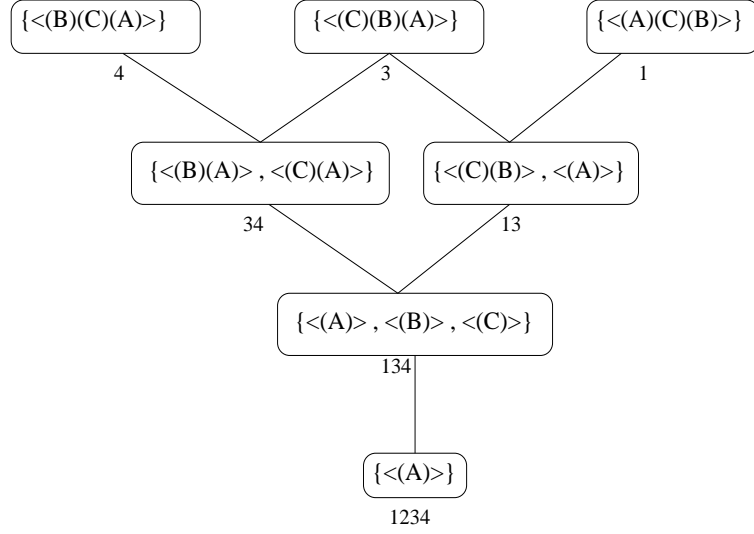 {<(B)(C)(A)>} {<(C)(B)(A)>} {<(A)(C)(B)>}
4 3 1
{<(B)(A)> , <(C)(A)>} {<(C)(B)> , <(A)>}
34 13
{<(A)> , <(B)> , <(C)>}
134
{<(A)>}
1234